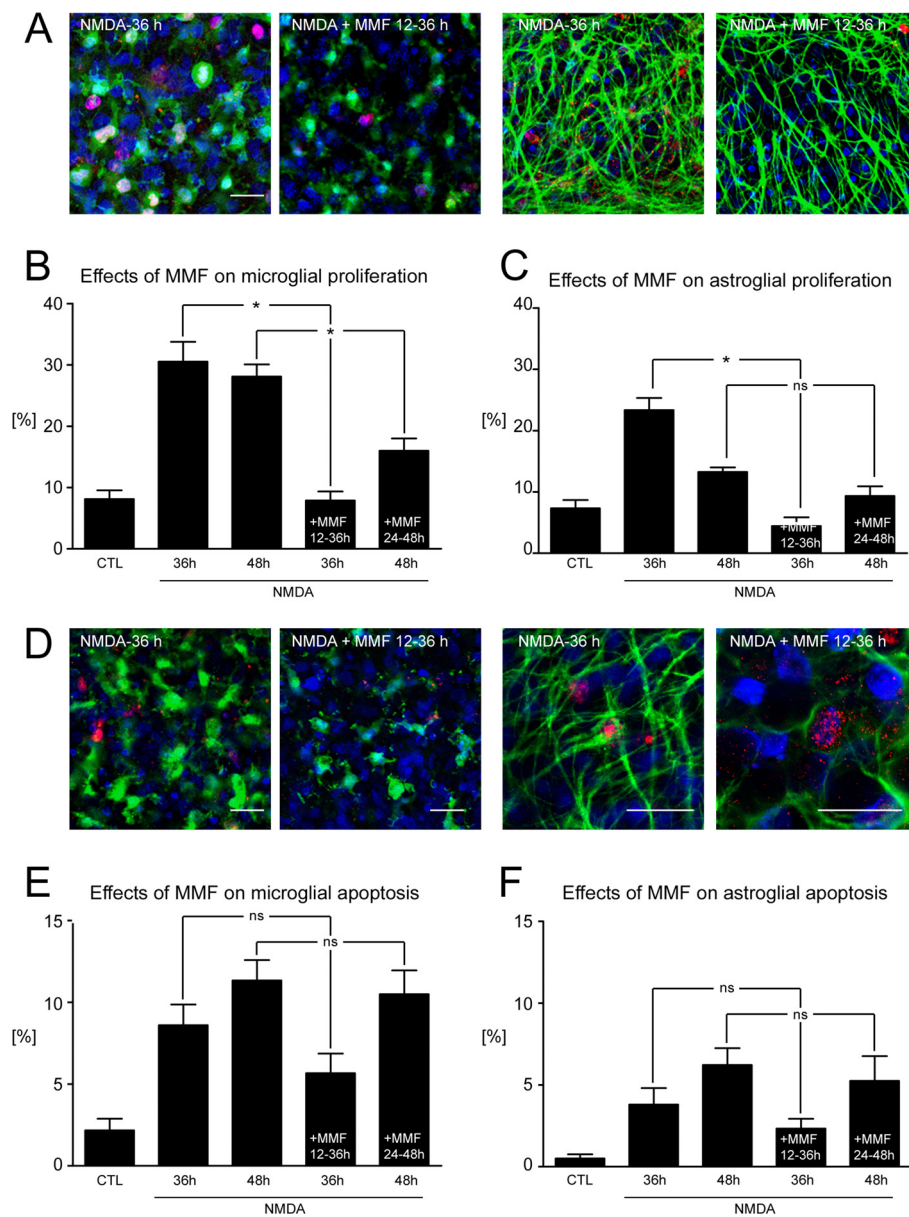 A
NMDA-36 h
NMDA + MMF 12-36 h
NMDA-36 h
NMDA + MMF 12-36 h
B
Effects of MMF on microglial proliferation
40
30
20
10
0
[%]
*
*
+MMF
12-36h
+MMF
24-48h
CTL
36h
48h
36h
48h
NMDA
C
Effects of MMF on astroglial proliferation
40
30
20
10
0
[%]
*
ns
+MMF
12-36h
+MMF
24-48h
CTL
36h
48h
36h
48h
NMDA
D
NMDA-36 h
NMDA + MMF 12-36 h
NMDA-36 h
NMDA + MMF 12-36 h
E
Effects of MMF on microglial apoptosis
15
10
5
0
[%]
ns
ns
+MMF
12-36h
+MMF
24-48h
CTL
36h
48h
36h
48h
NMDA
F
Effects of MMF on astroglial apoptosis
15
10
5
0
[%]
ns
ns
+MMF
12-36h
+MMF
24-48h
CTL
36h
48h
36h
48h
NMDA